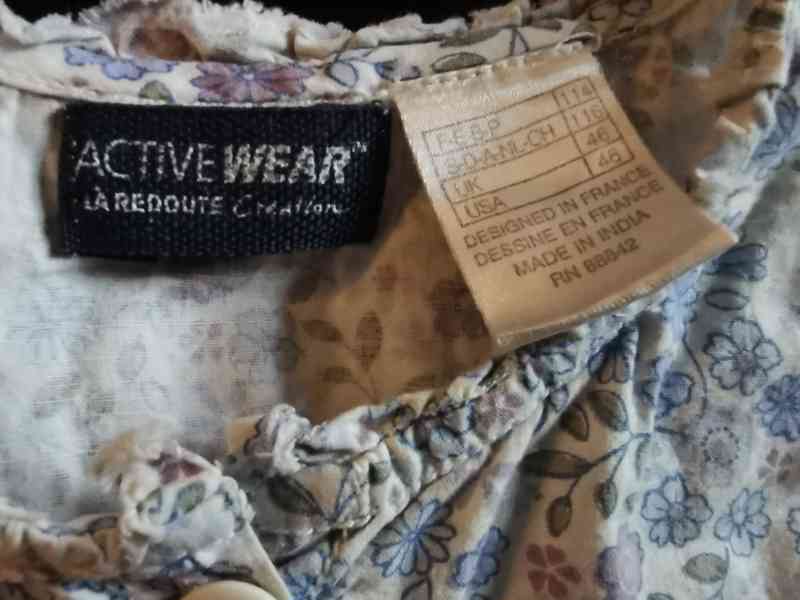 ACTIVEWEAR™
LA REDOUTE Création
F-E-B-P 114
S-D-A-NL-CH 116
UK 46
USA 46
DESIGNED IN FRANCE
DESSINE EN FRANCE
MADE IN INDIA
RN 88842